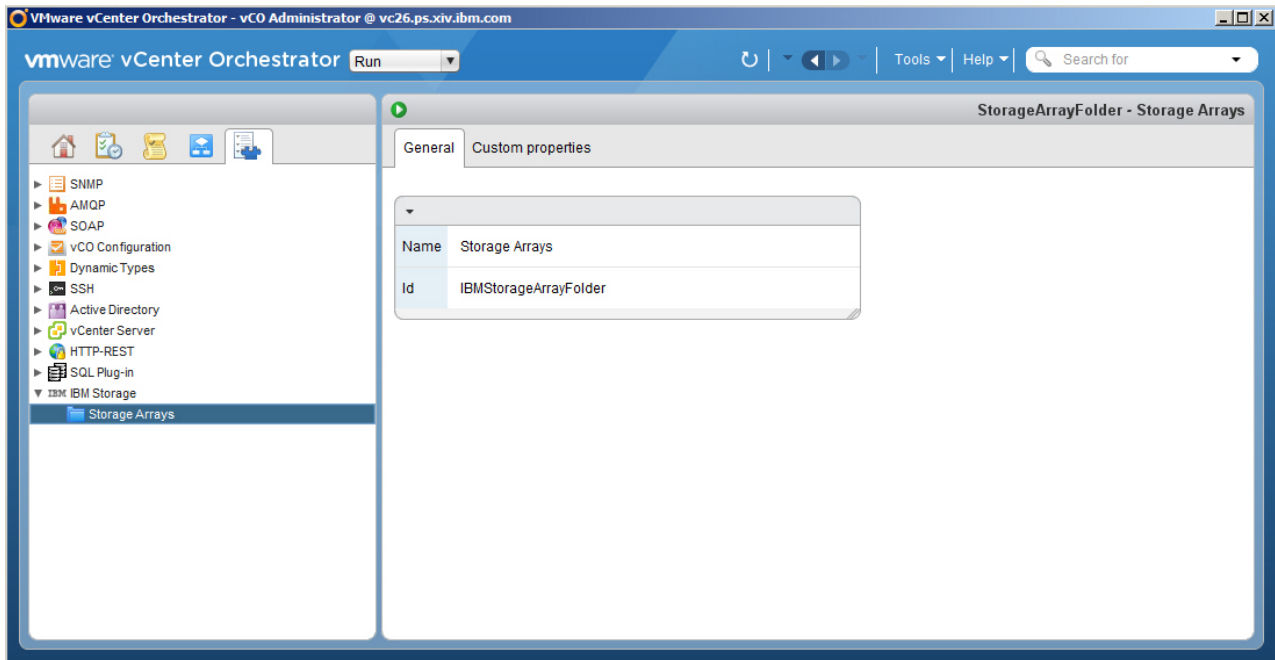 VMware vCenter Orchestrator - vCO Administrator @ vc26.ps.xiv.ibm.com
vmware vCenter Orchestrator Run
Tools Help Search for
StorageArrayFolder - Storage Arrays
General Custom properties
SNMP
AMQP
SOAP
vCO Configuration
Dynamic Types
SSH
Active Directory
vCenter Server
HTTP-REST
SQL Plug-in
IBM IBM Storage
Storage Arrays
Name Storage Arrays
Id IBMStorageArrayFolder